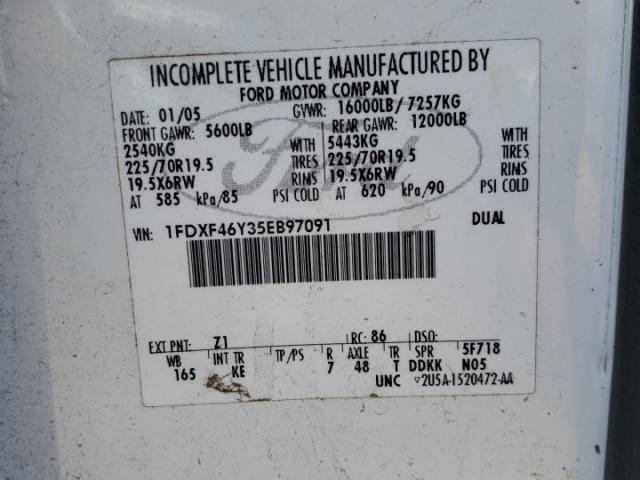 INCOMPLETE VEHICLE MANUFACTURED BY
FORD MOTOR COMPANY
DATE: 01/05 GVWR: 16000LB/ 7257KG
FRONT GAWR: 5600LB REAR GAWR: 12000LB
2540KG WITH 5443KG WITH
225/70R19.5 TIRES 225/70R19.5 TIRES
19.5X6RW RIMS 19.5X6RW RIMS
AT 585 kPa/85 PSI COLD AT 620 kPa/90 PSI COLD
VIN: 1FDXF46Y35EB97091 DUAL
Ford
EXT PNT: Z1 RC: 86 DSO:
WB INT TR TP/PS R AXLE TR SPR 5F718
165 KE 7 48 T DDKK N05
UNC ▽2U5A-1520472-AA